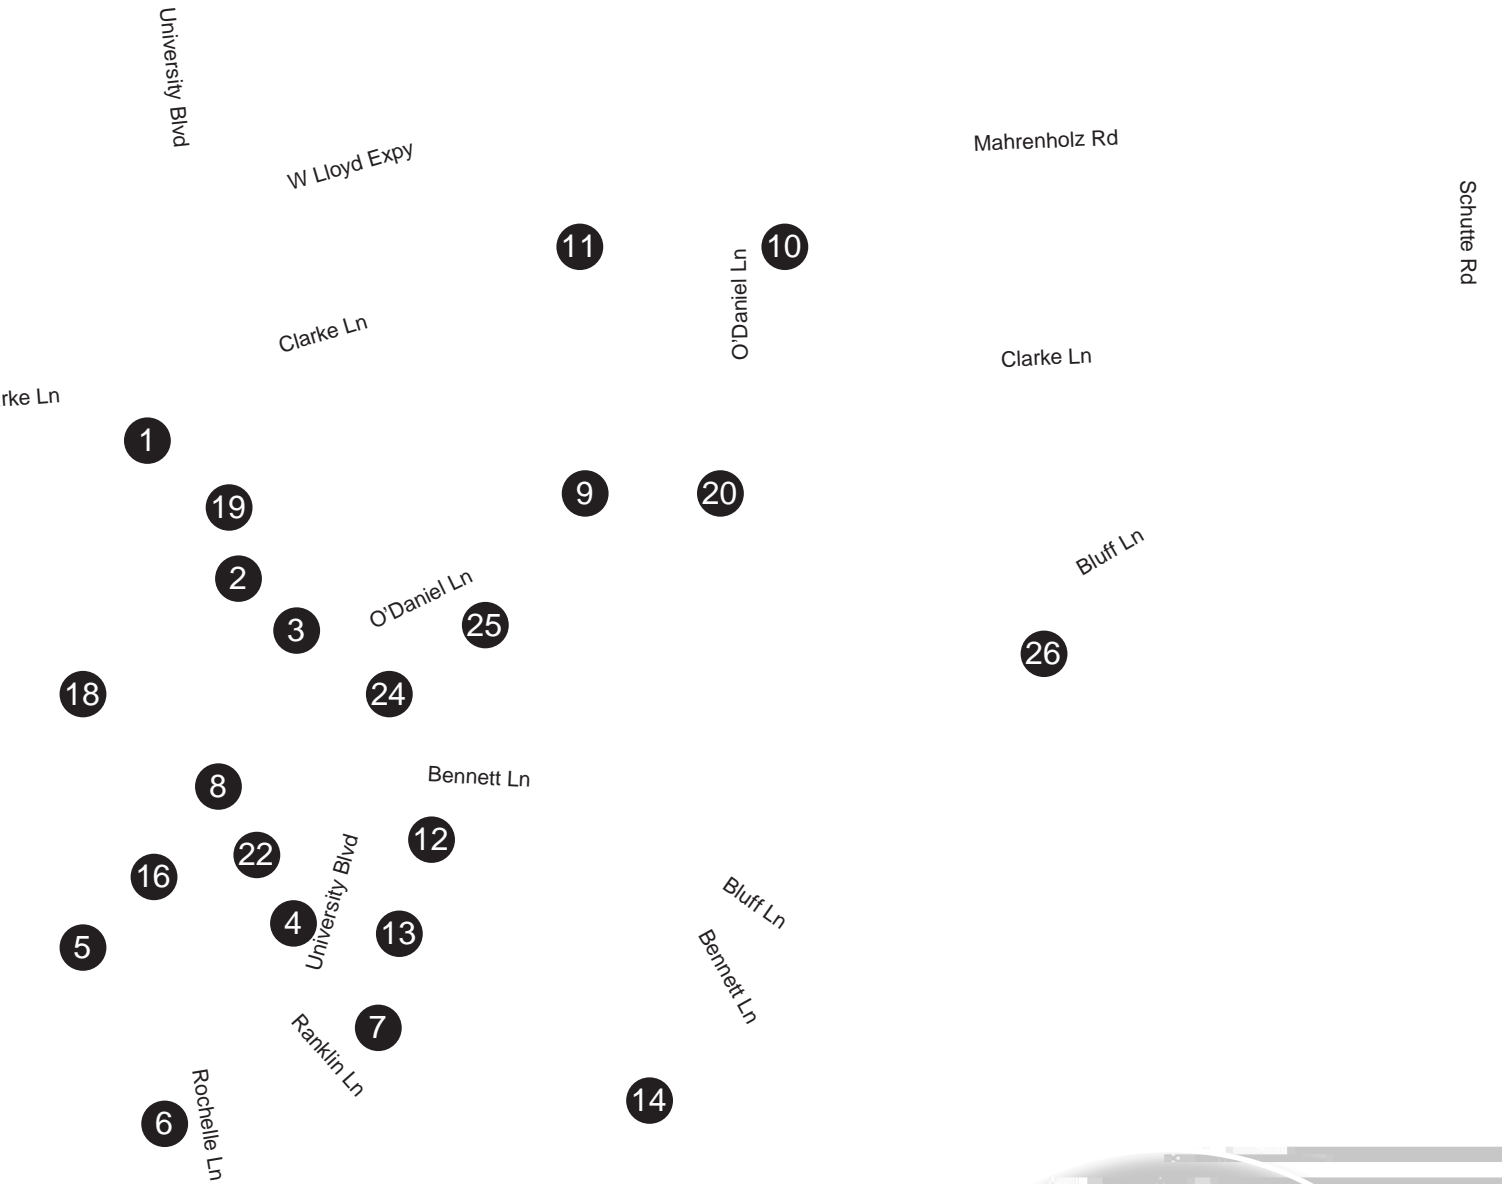 University Blvd
W Lloyd Expy
Mahrenholz Rd
Schutte Rd
11
10
O'Daniel Ln
Clarke Ln
Clarke Ln
rke Ln
1
19
9
20
2
Bluff Ln
O'Daniel Ln
3
25
26
18
24
8
Bennett Ln
12
22
16
University Blvd
4
13
5
Bluff Ln
Bennett Ln
7
Ranklin Ln
14
6
Rochelle Ln